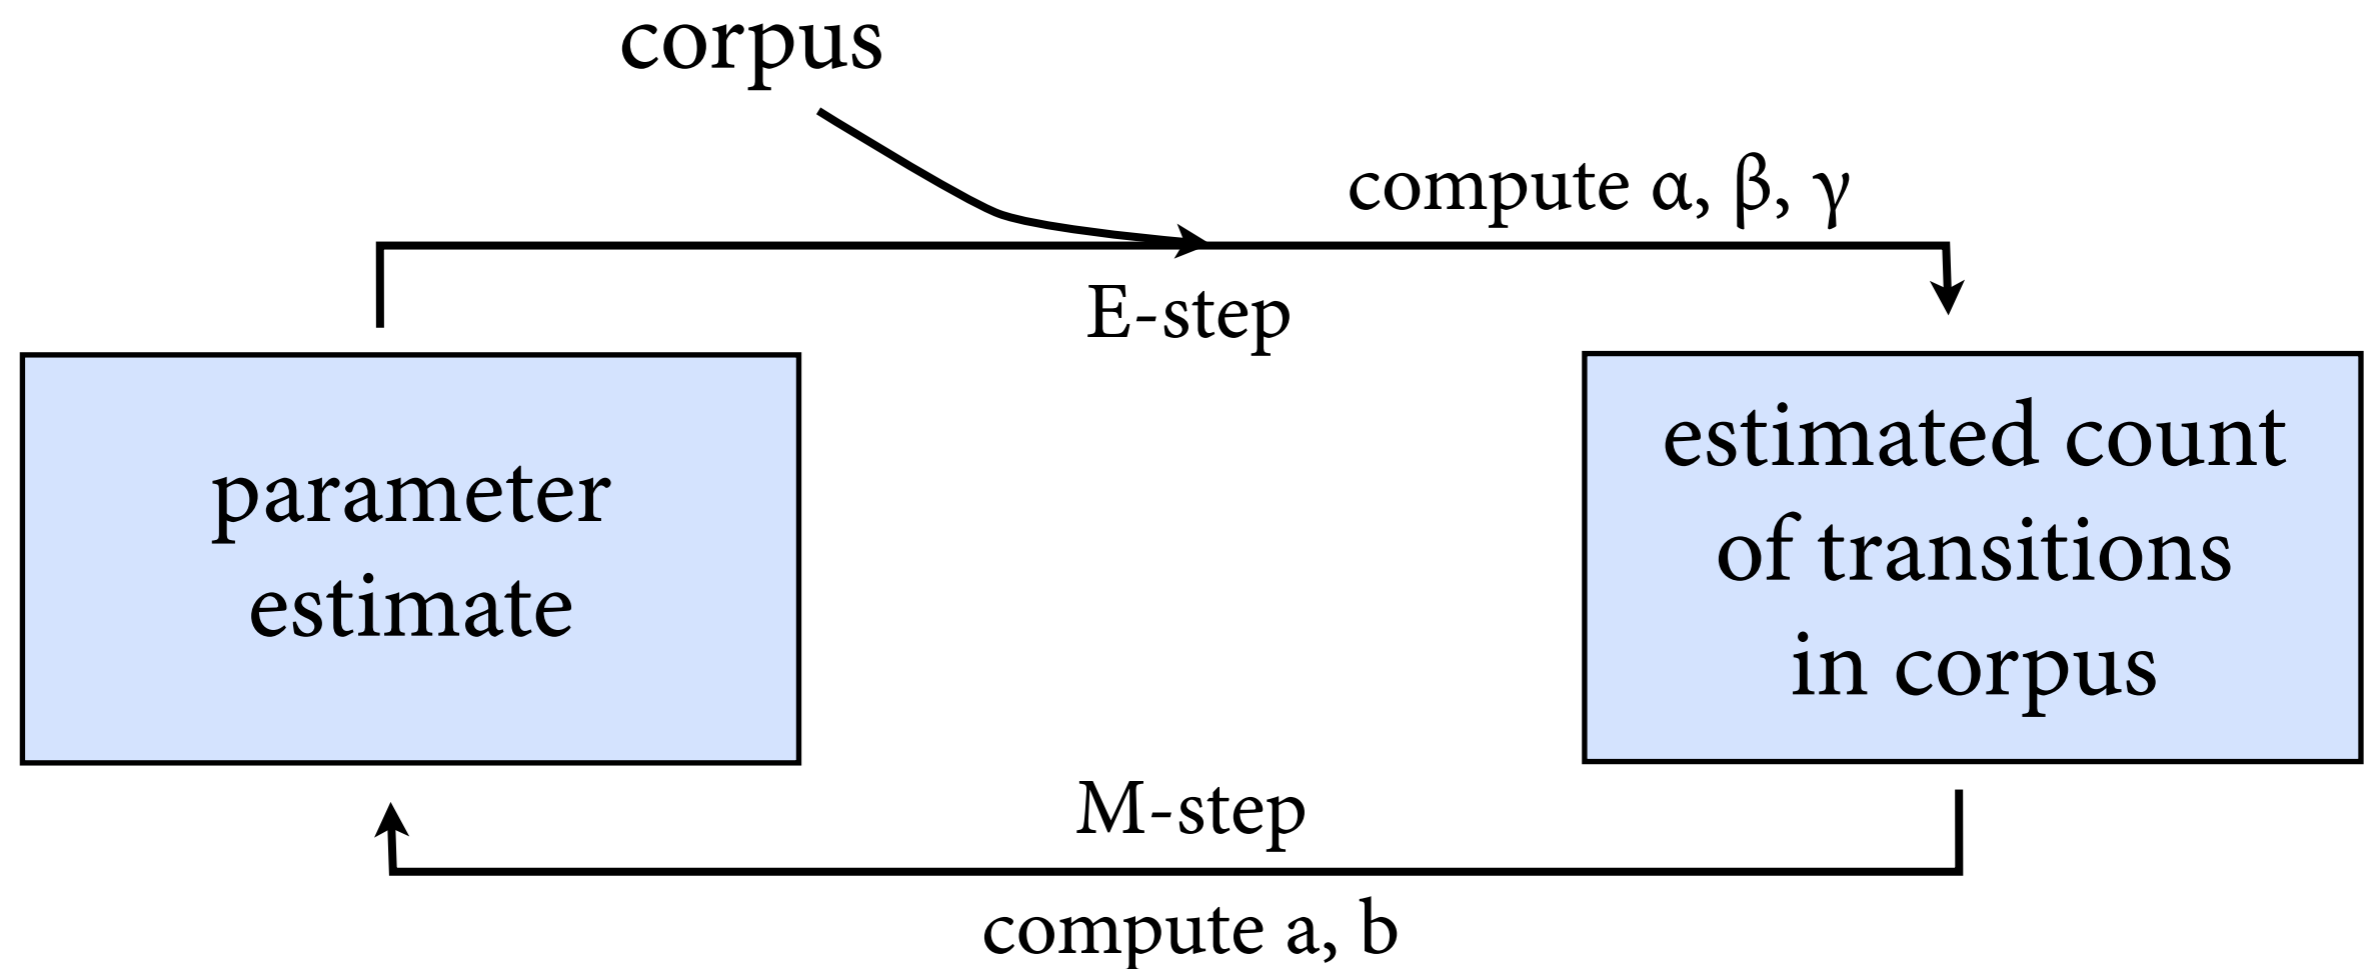 corpus
compute α, β, γ
E-step
parameter
estimate
estimated count
of transitions
in corpus
M-step
compute a, b